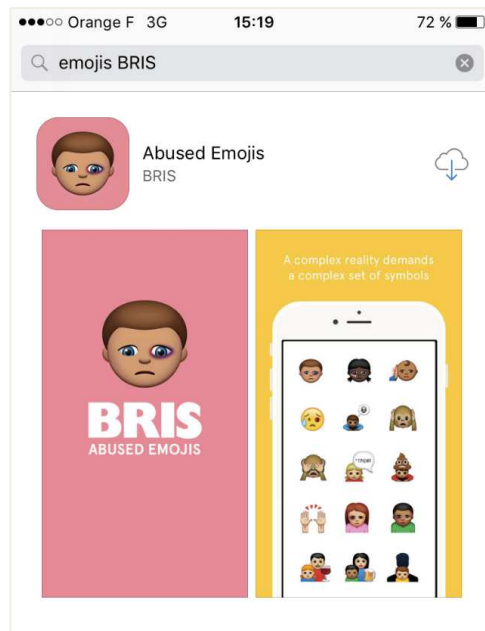 Orange F 3G 15:19 72 %
emojis BRIS
Abused Emojis
BRIS
BRIS
ABUSED EMOJIS
A complex reality demands
a complex set of symbols